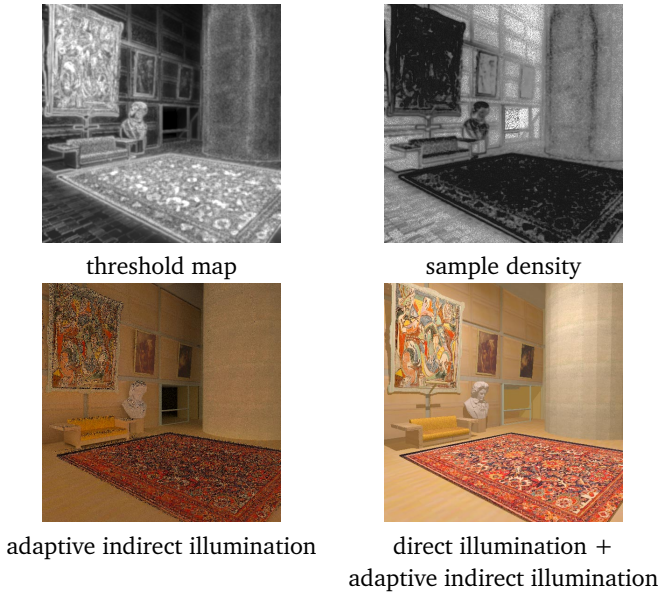 threshold map
sample density
adaptive indirect illumination
direct illumination +
adaptive indirect illumination